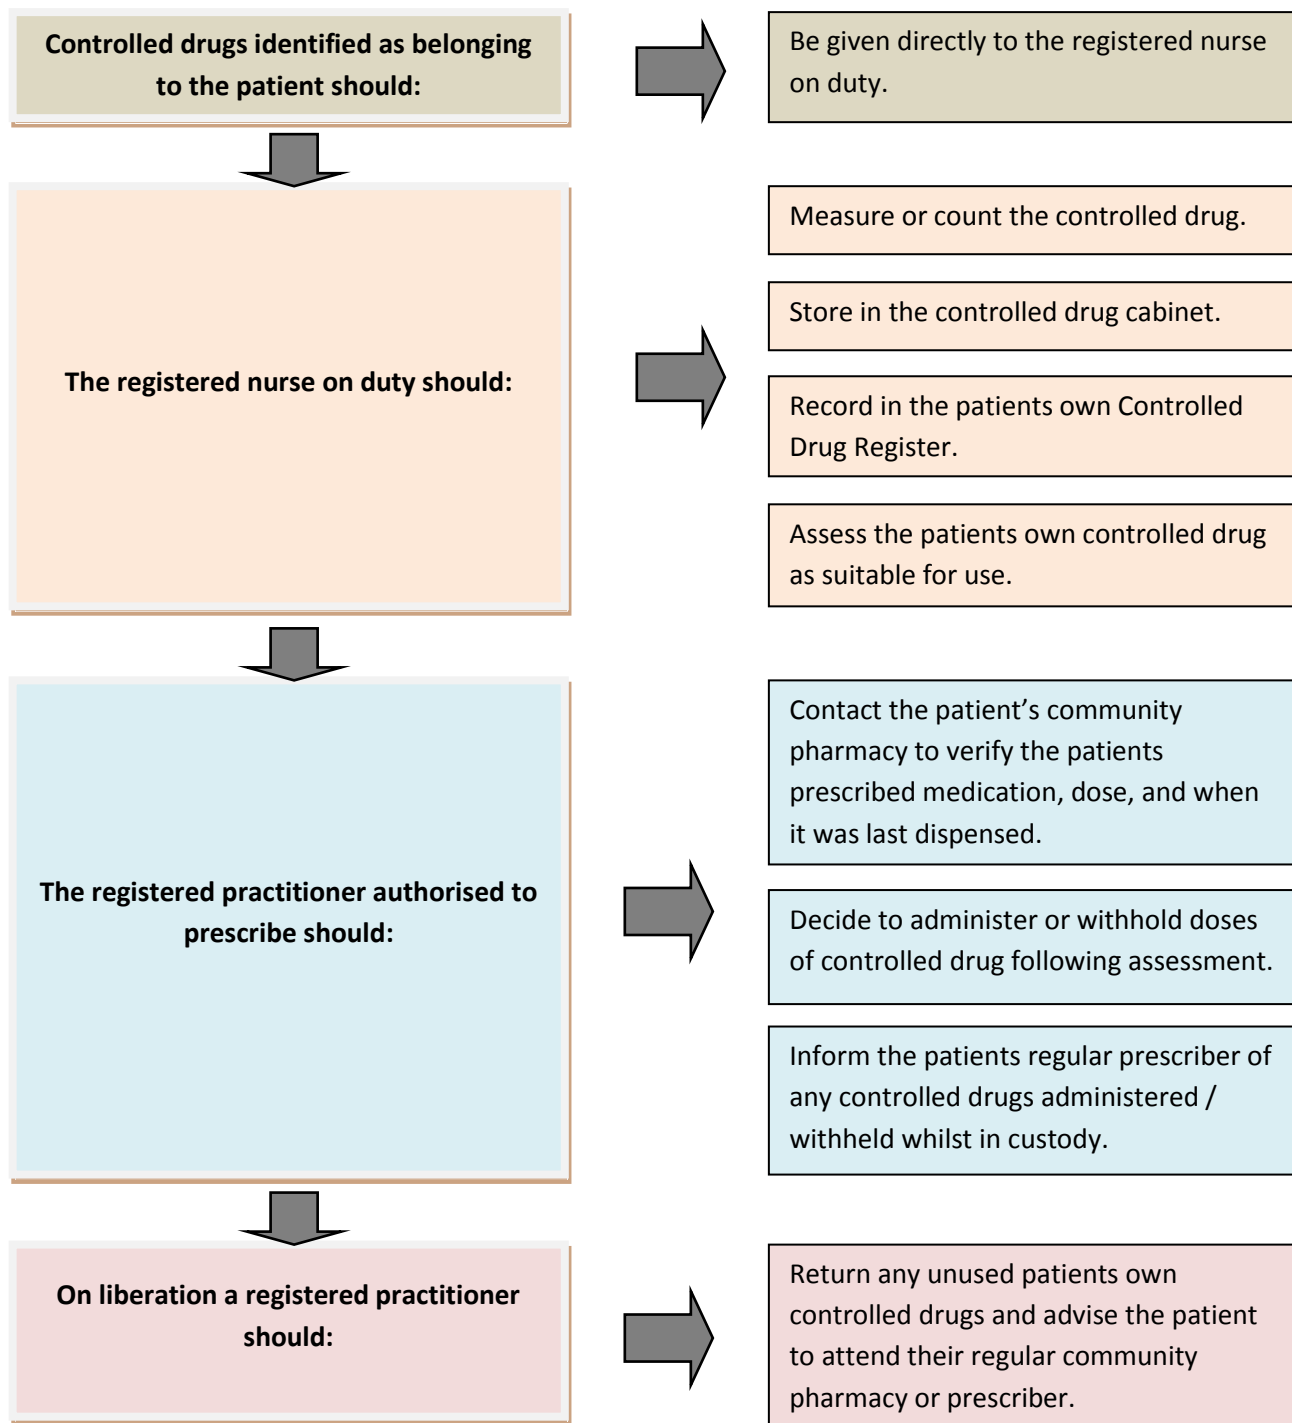 Controlled drugs identified as belonging
to the patient should:
Be given directly to the registered nurse
on duty.
The registered nurse on duty should:
Measure or count the controlled drug.
Store in the controlled drug cabinet.
Record in the patients own Controlled
Drug Register.
Assess the patients own controlled drug
as suitable for use.
The registered practitioner authorised to
prescribe should:
Contact the patient’s community
pharmacy to verify the patients
prescribed medication, dose, and when
it was last dispensed.
Decide to administer or withhold doses
of controlled drug following assessment.
Inform the patients regular prescriber of
any controlled drugs administered /
withheld whilst in custody.
On liberation a registered practitioner
should:
Return any unused patients own
controlled drugs and advise the patient
to attend their regular community
pharmacy or prescriber.